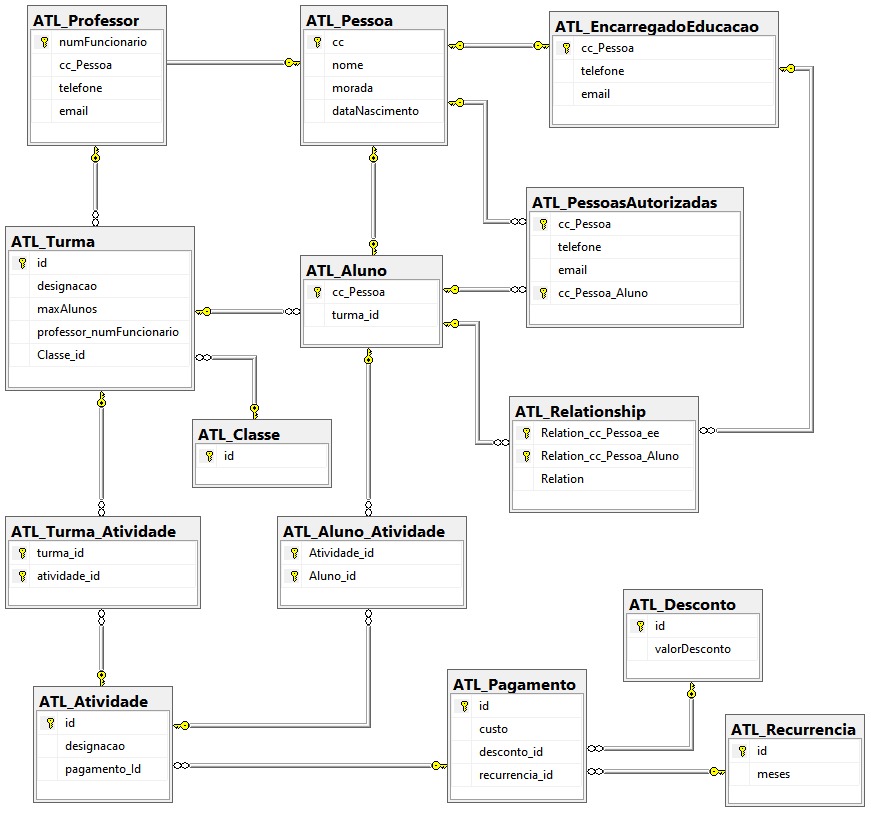 ATL_Professor
numFuncionario
cc_Pessoa
telefone
email
ATL_Pessoa
cc
nome
morada
dataNascimento
ATL_EncarregadoEducacao
cc_Pessoa
telefone
email
ATL_PessoasAutorizadas
cc_Pessoa
telefone
email
cc_Pessoa_Aluno
ATL_Turma
id
designacao
maxAlunos
professor_numFuncionario
Classe_id
ATL_Aluno
cc_Pessoa
turma_id
ATL_Classe
id
ATL_Relationship
Relation_cc_Pessoa_ee
Relation_cc_Pessoa_Aluno
Relation
ATL_Turma_Atividade
turma_id
atividade_id
ATL_Aluno_Atividade
Atividade_id
Aluno_id
ATL_Desconto
id
valorDesconto
ATL_Atividade
id
designacao
pagamento_Id
ATL_Pagamento
id
custo
desconto_id
recurrencia_id
ATL_Recurrencia
id
meses